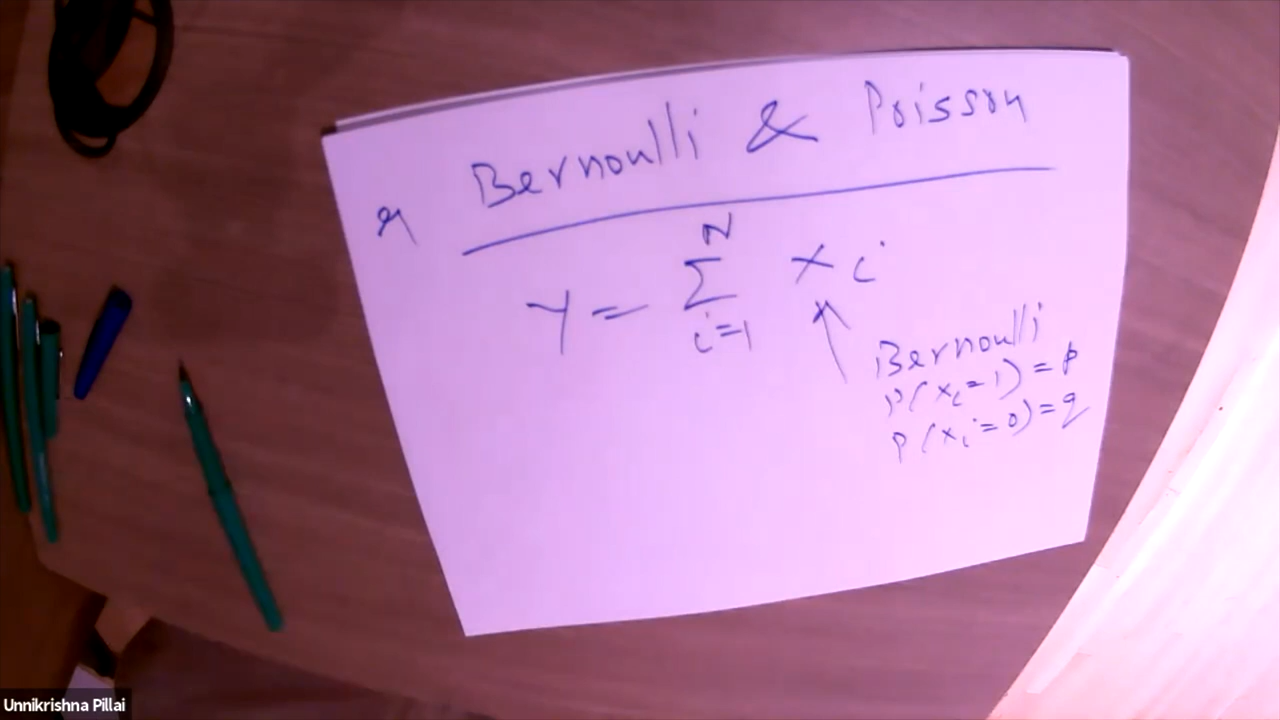 Bernoulli & Poisson
Y = Σ_{i=1}^{N} X_i
Bernoulli
P(X_i=1)=p
P(X_i=0)=q
Unnikrishna Pillai